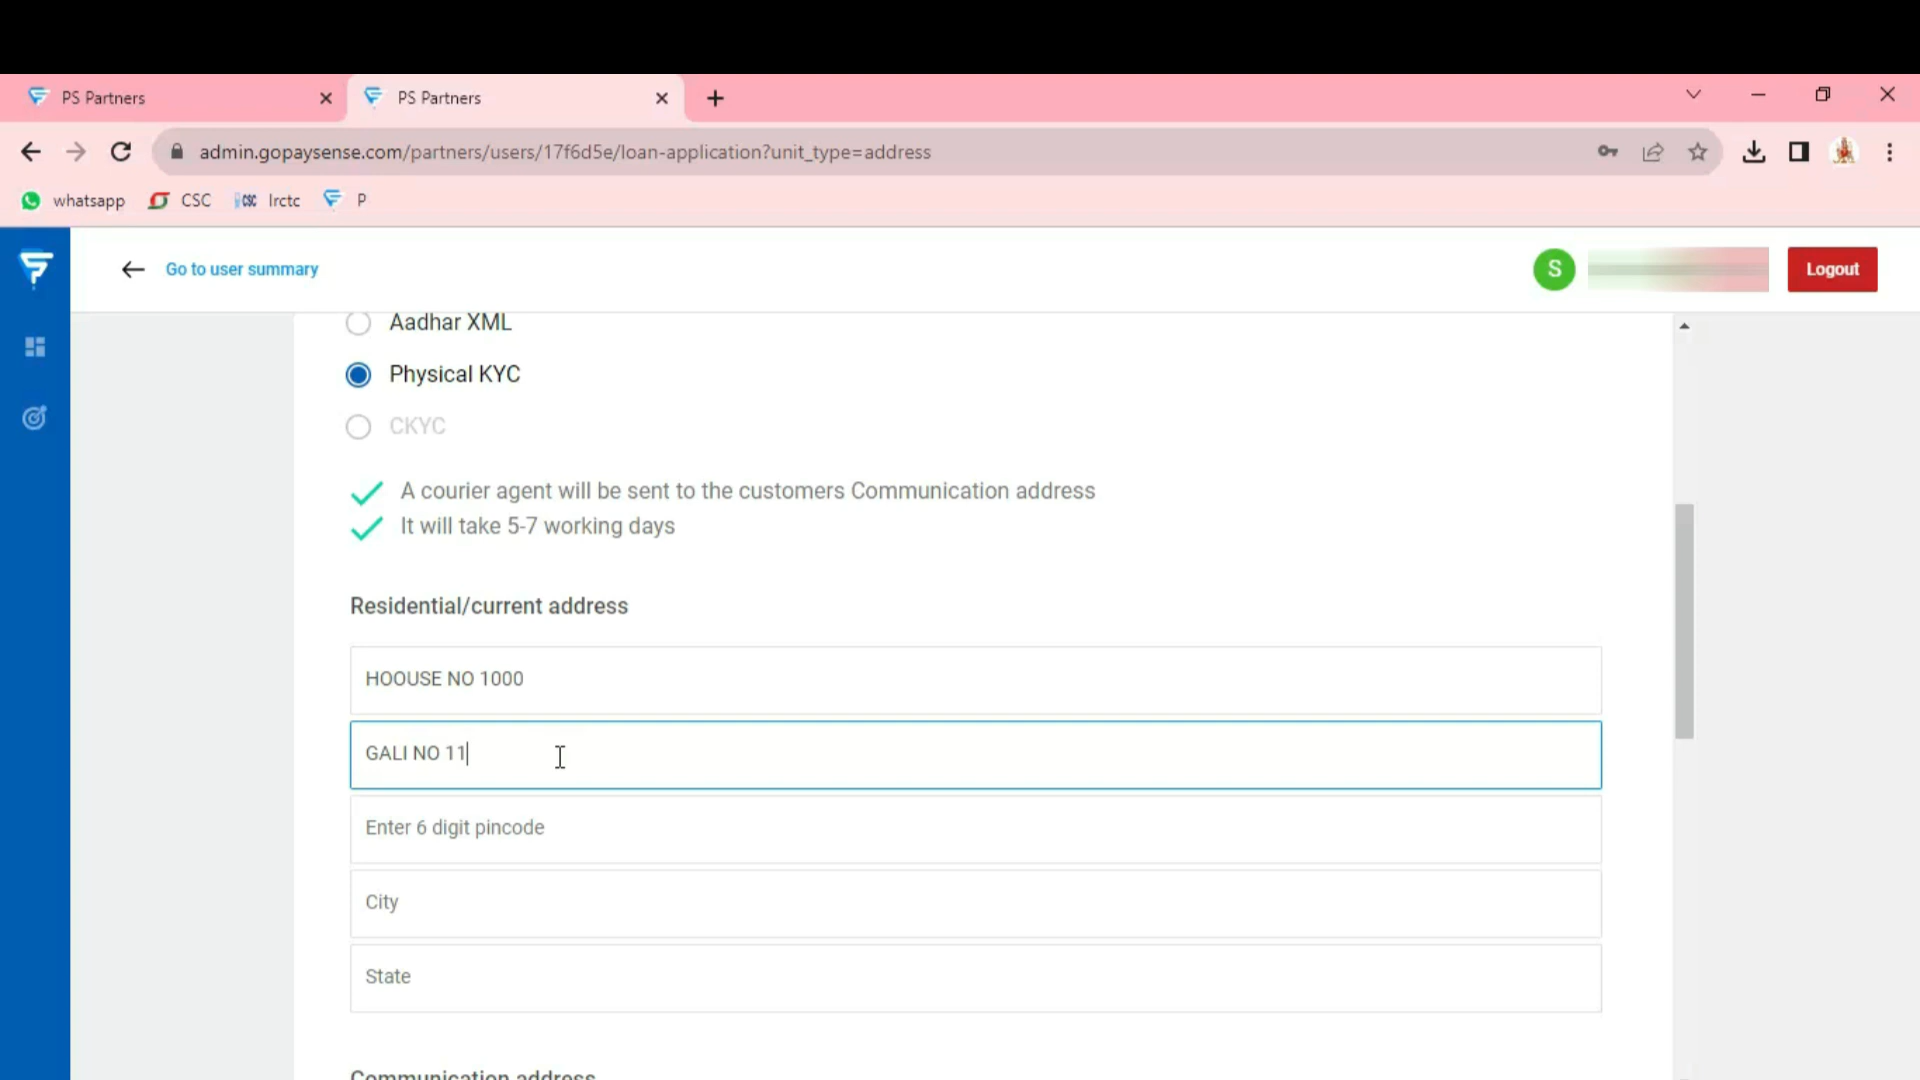 PS Partners
PS Partners
admin.gopaysense.com/partners/users/17f6d5e/loan-application?unit_type=address
whatsapp
CSC
CSC
Irctc
P
Go to user summary
S
Logout
Aadhar XML
Physical KYC
CKYC
A courier agent will be sent to the customers Communication address
It will take 5-7 working days
Residential/current address
HOOUSE NO 1000
GALI NO 11
Enter 6 digit pincode
City
State
Communication address